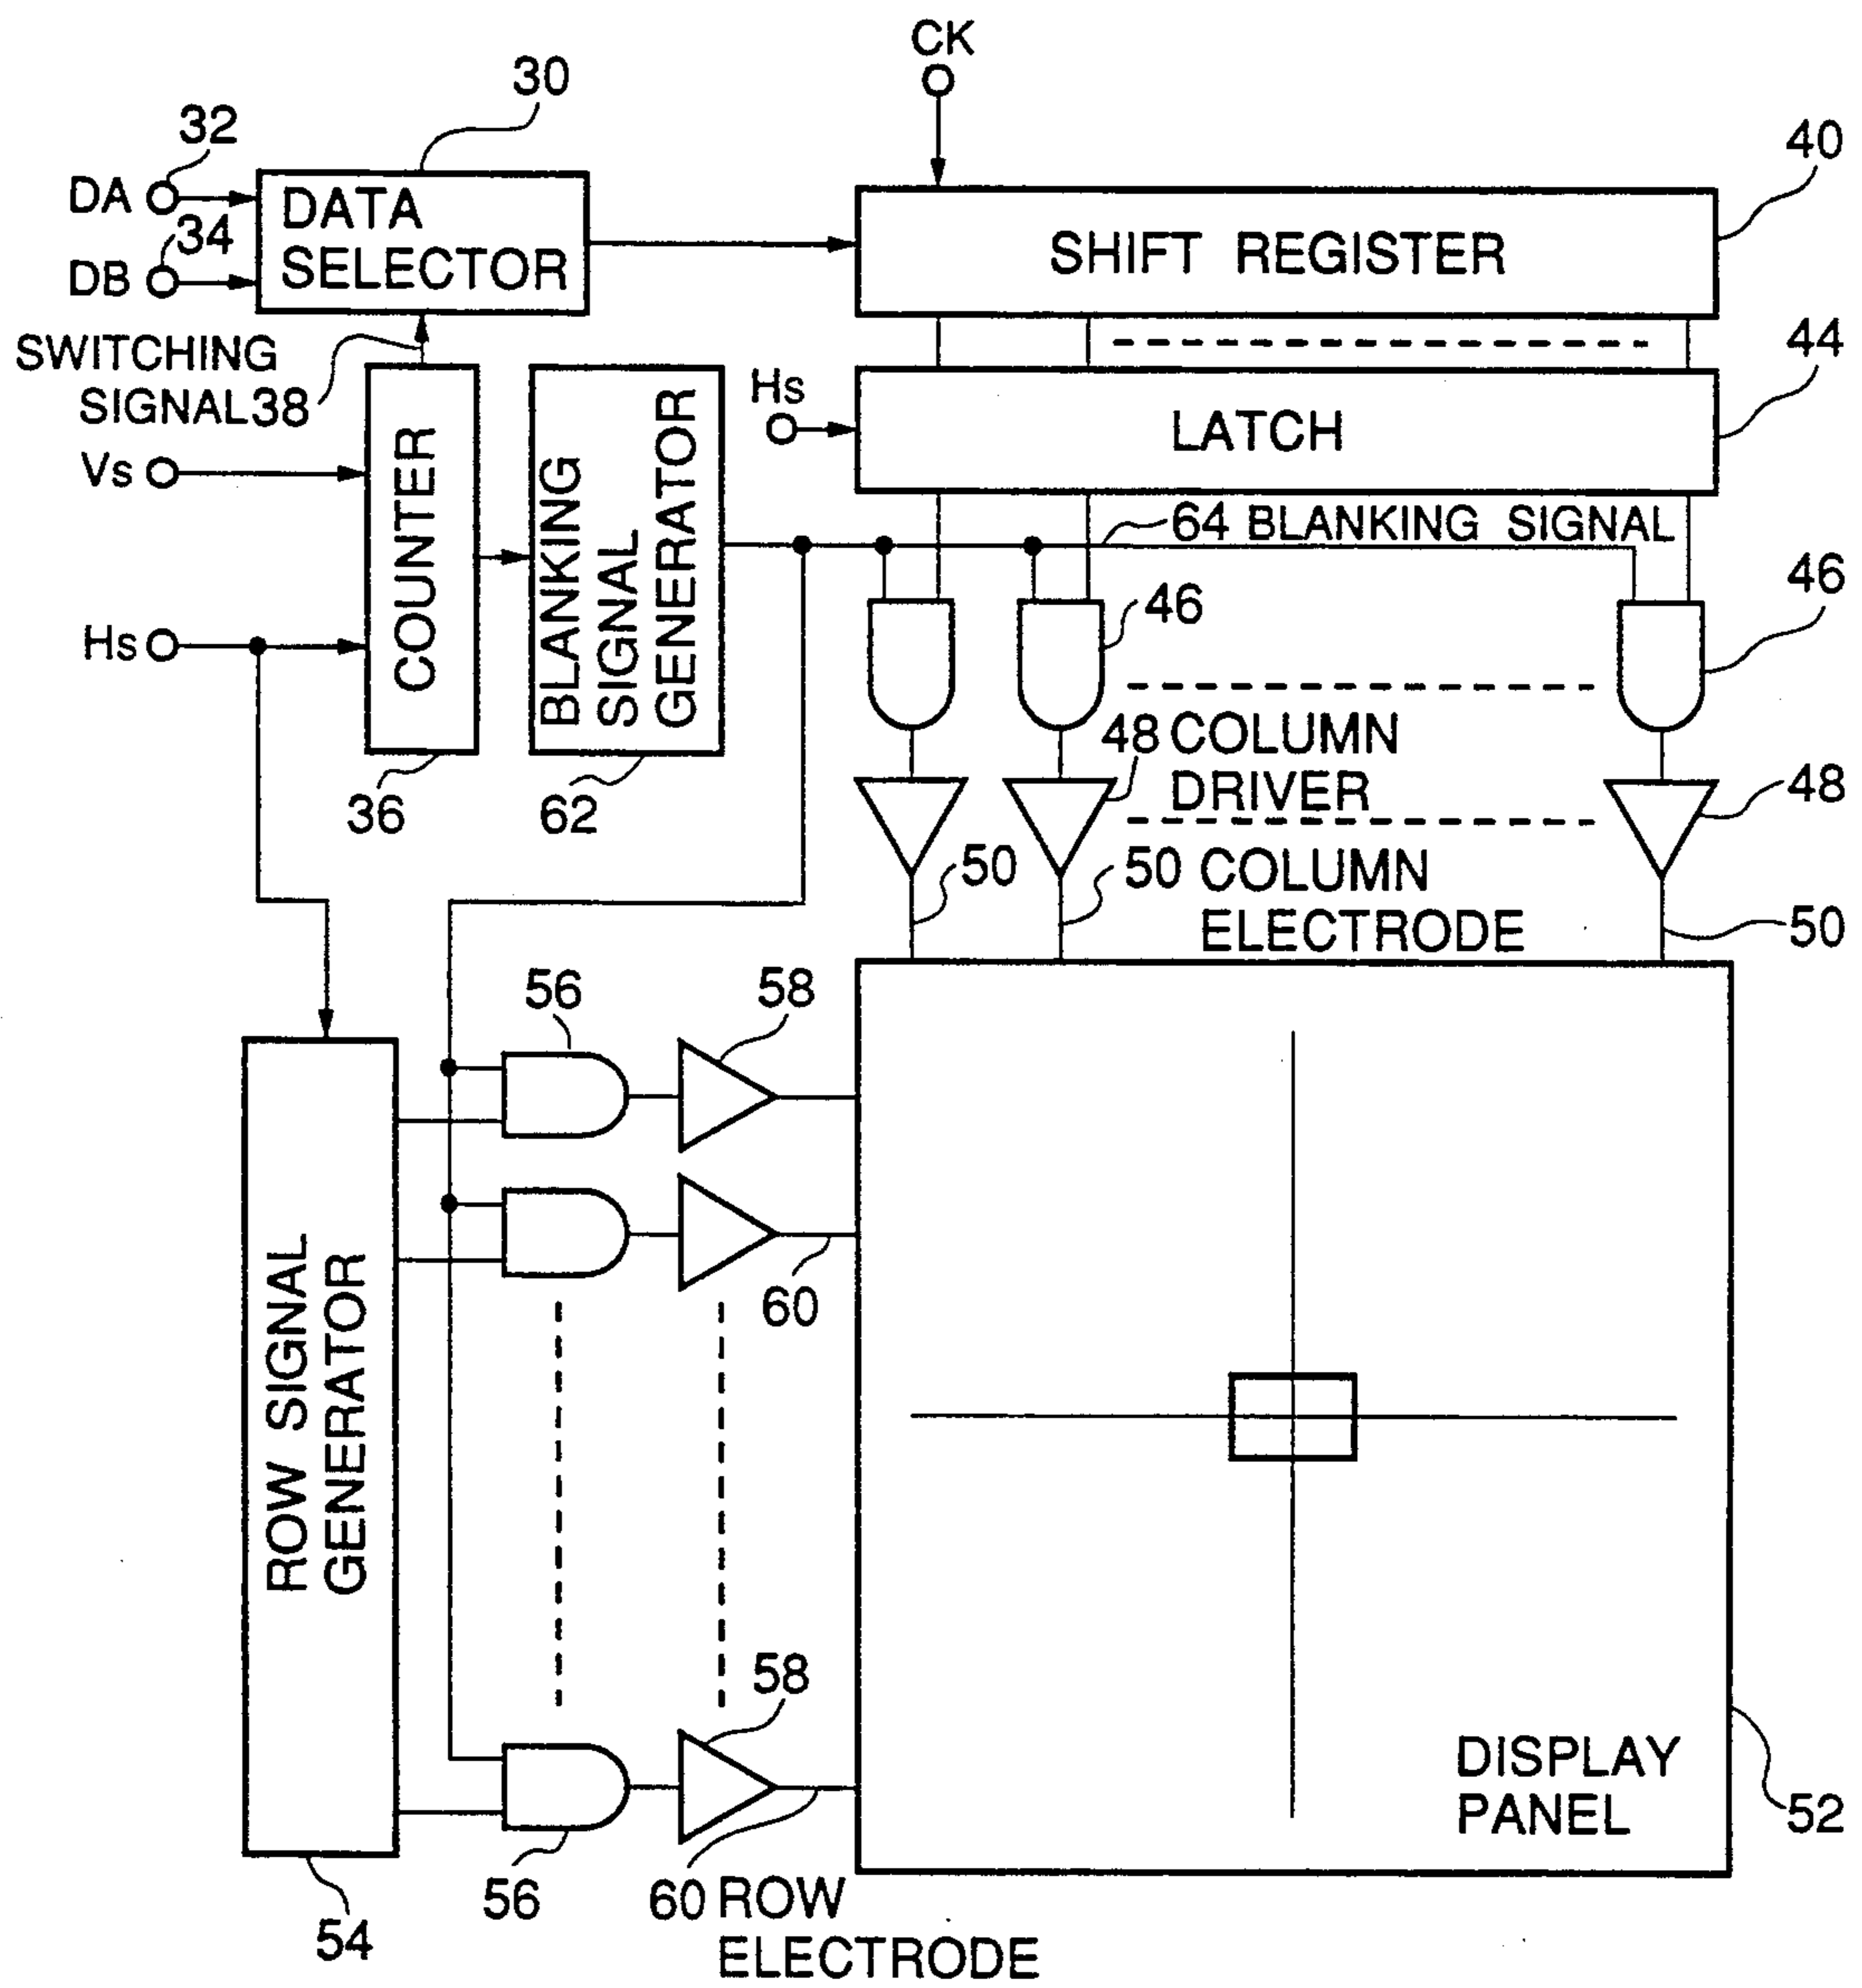 CK
30
32
40
DA
DATA
SELECTOR
34
DB
SHIFT REGISTER
SWITCHING
SIGNAL38
44
Hs
LATCH
Vs
COUNTER
BLANKING
SIGNAL
GENERATOR
64 BLANKING SIGNAL
46
46
Hs
36
62
48 COLUMN
DRIVER
48
50
50 COLUMN
ELECTRODE
50
56
58
60
ROW SIGNAL
GENERATOR
58
DISPLAY
PANEL
52
56
60 ROW
ELECTRODE
54